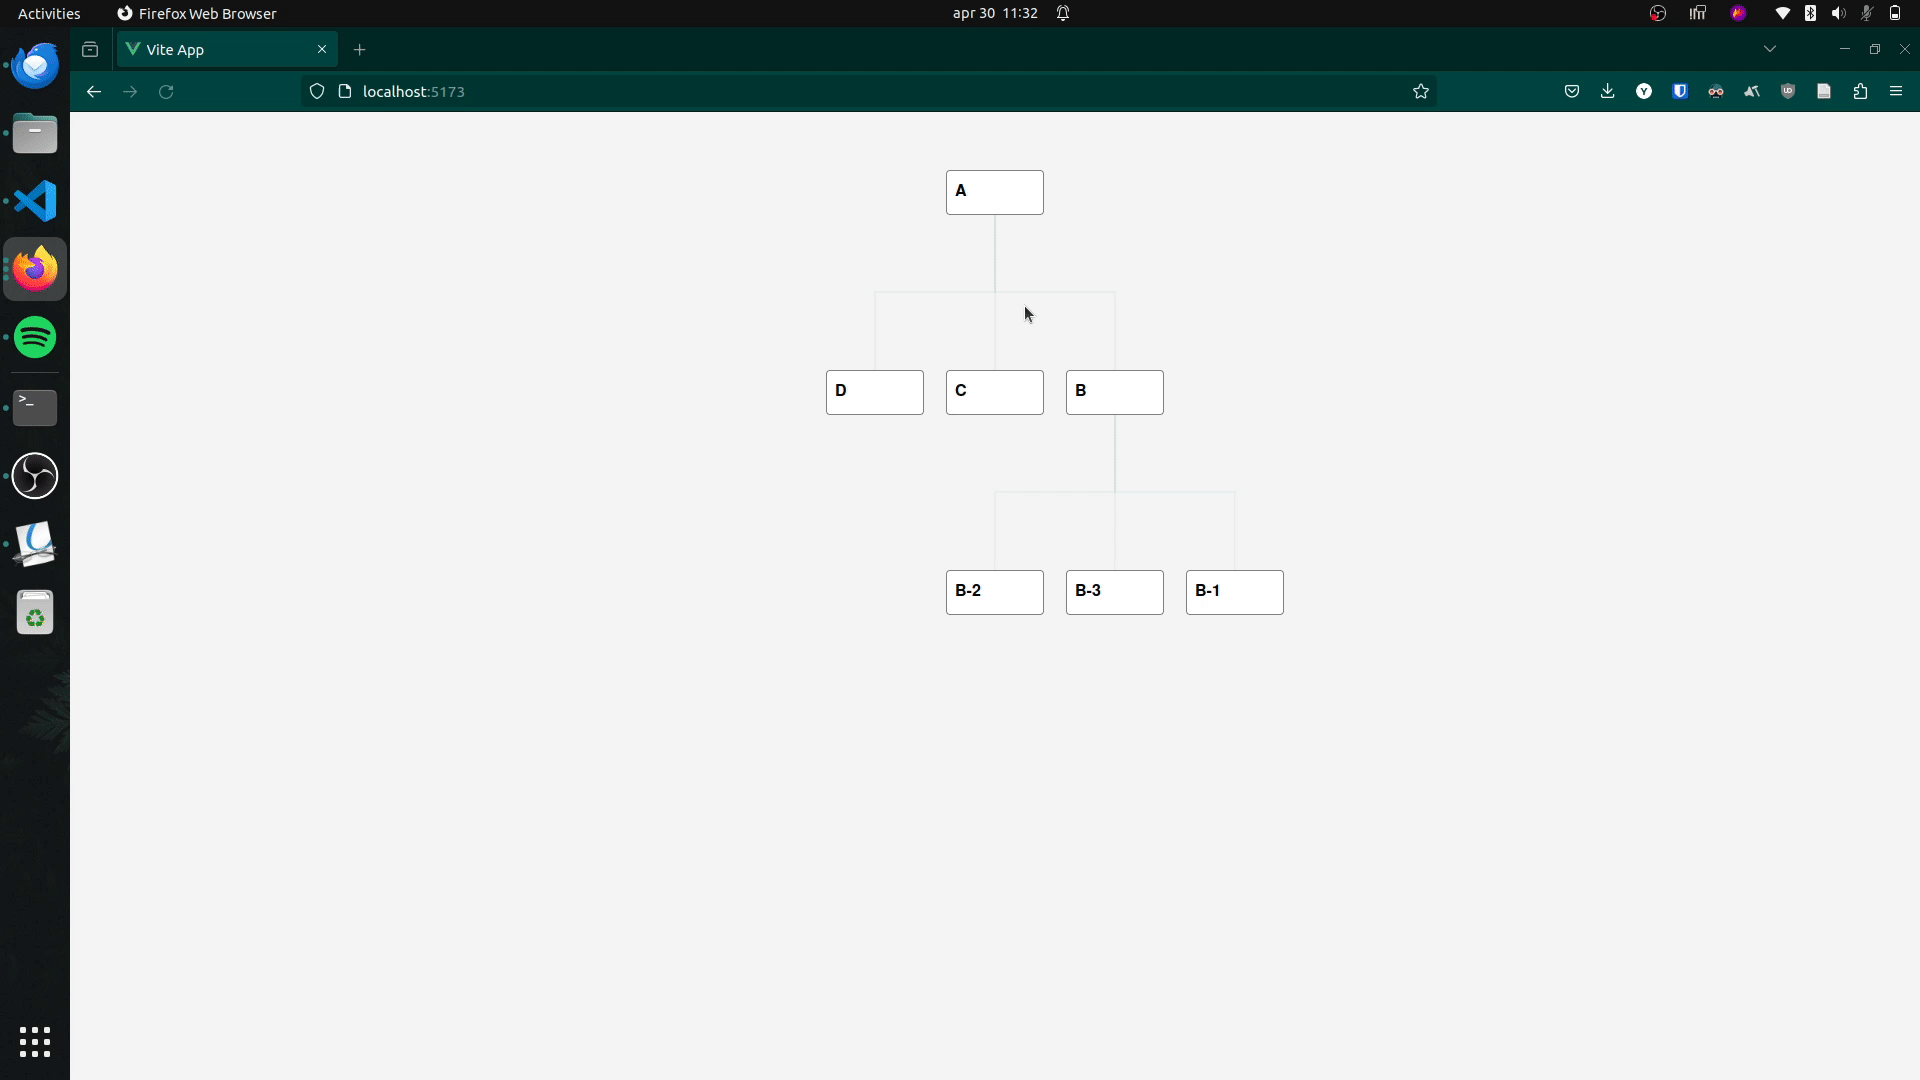 Activities
Firefox Web Browser
apr 30 11:32
Vite App
localhost:5173
A
D
C
B
B-2
B-3
B-1